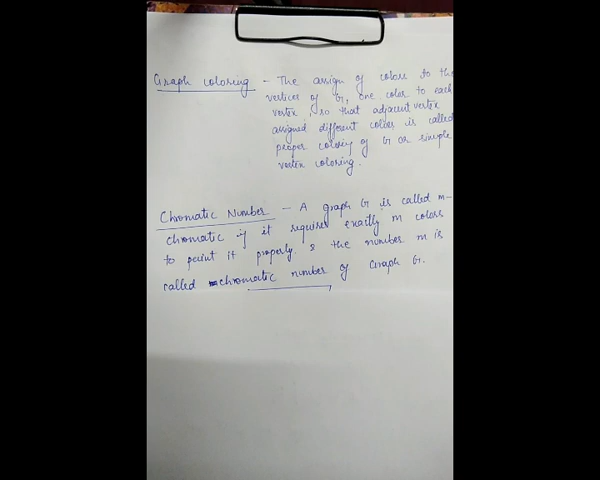 Graph Coloring - The assign of colors to the
vertices of G, one color to each
vertex, so that adjacent vertex
assigned different colors is called
proper coloring of G or simple
vertex coloring.
Chromatic Number - A graph G is called m-
chromatic if it requires exactly m colors
to paint it properly. & the number m is
called chromatic number of Graph G.